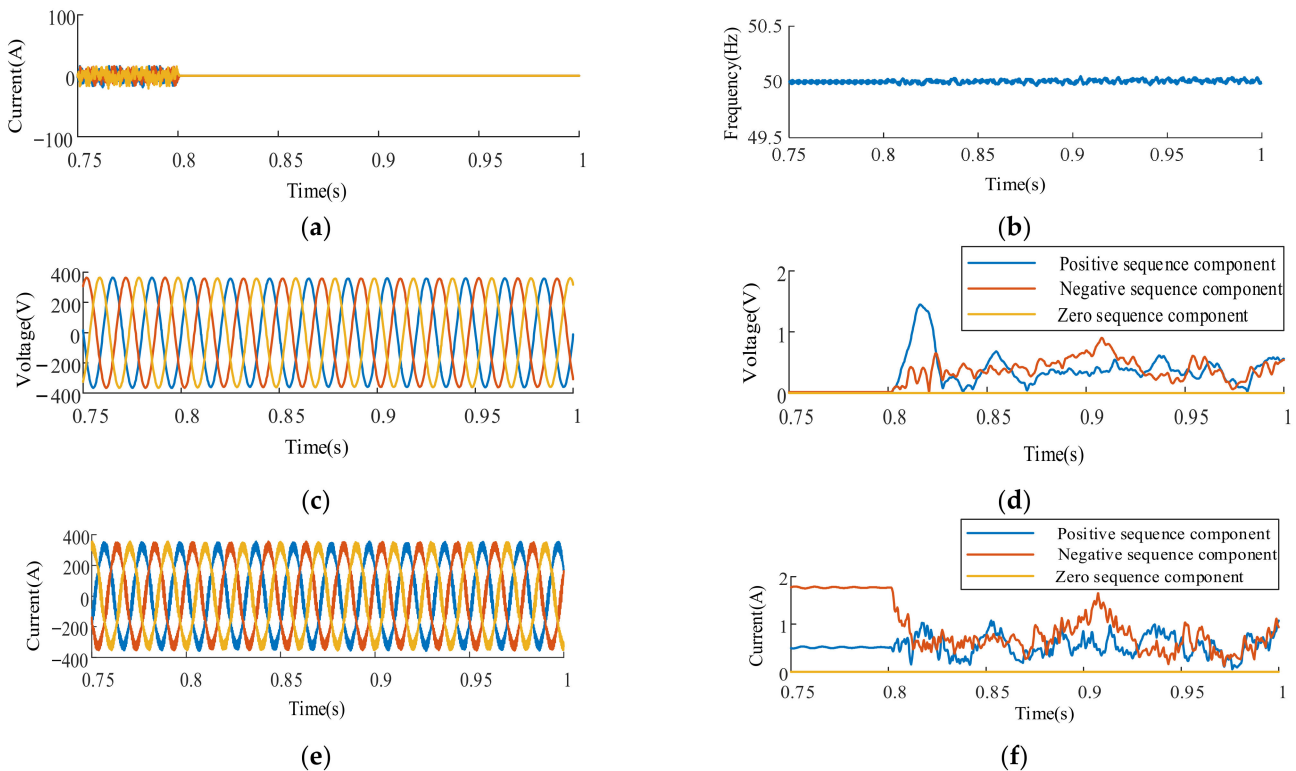 100
0
−100
Current(A)
0.75 0.8 0.85 0.9 0.95 1
Time(s)
(a)
50.5
50
49.5
Frequency(Hz)
0.75 0.8 0.85 0.9 0.95 1
Time(s)
(b)
400
200
0
−200
−400
Voltage(V)
0.75 0.8 0.85 0.9 0.95 1
Time(s)
(c)
Positive sequence component
Negative sequence component
Zero sequence component
2
1
0
Voltage(V)
0.75 0.8 0.85 0.9 0.95 1
Time(s)
(d)
400
200
0
−200
−400
Current(A)
0.75 0.8 0.85 0.9 0.95 1
Time(s)
(e)
Positive sequence component
Negative sequence component
Zero sequence component
2
1
0
Current(A)
0.75 0.8 0.85 0.9 0.95 1
Time(s)
(f)